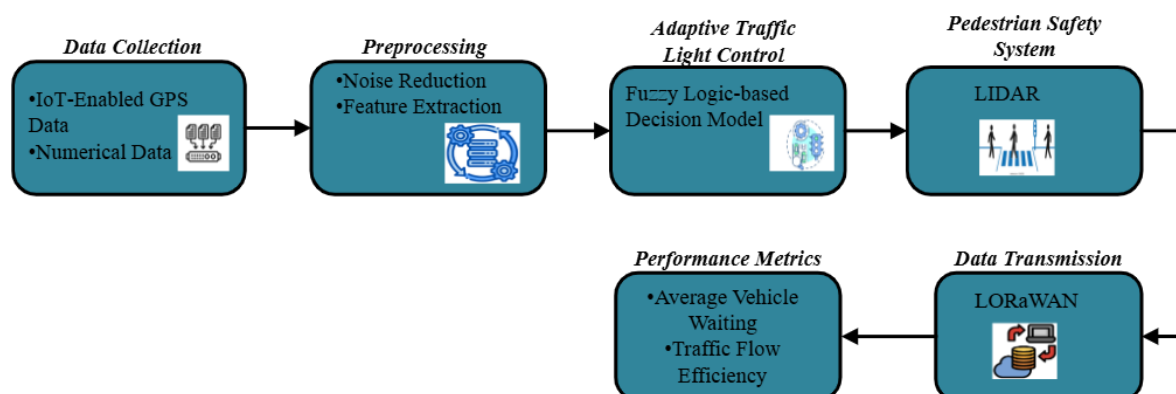 Data Collection
•IoT-Enabled GPS
Data
•Numerical Data
Preprocessing
•Noise Reduction
•Feature Extraction
Adaptive Traffic
Light Control
Fuzzy Logic-based
Decision Model
Pedestrian Safety
System
LIDAR
Performance Metrics
•Average Vehicle
Waiting
•Traffic Flow
Efficiency
Data Transmission
LORaWAN